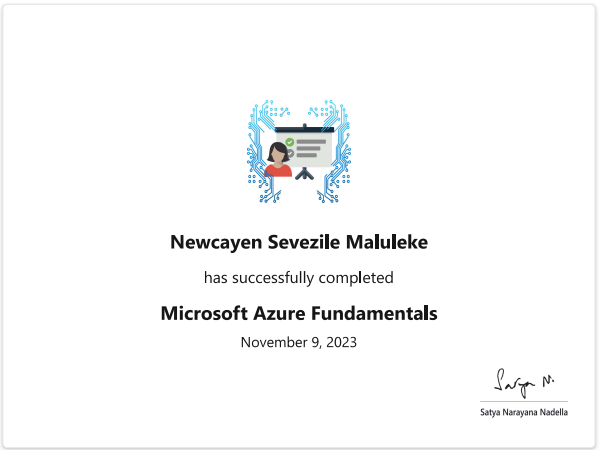 Newcayen Sevezile Maluleke
has successfully completed
Microsoft Azure Fundamentals
November 9, 2023
Satya N.
Satya Narayana Nadella